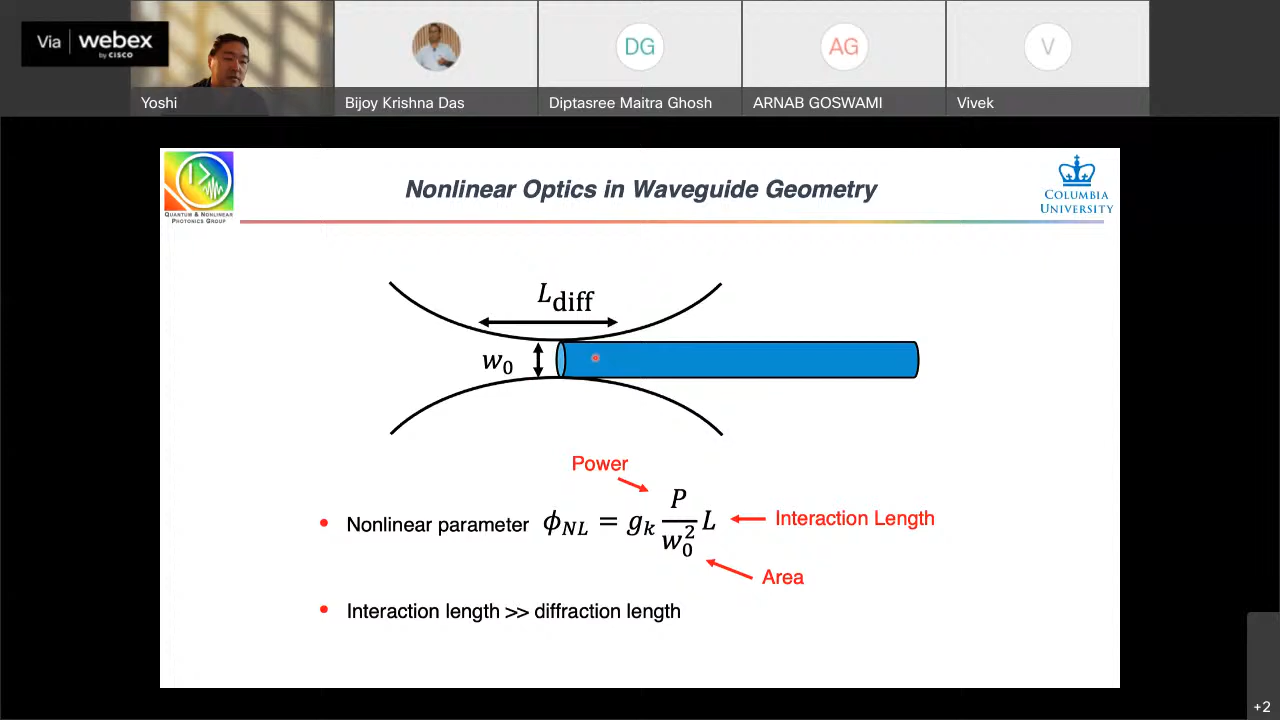 Via webex
by CISCO
DG
AG
V
Yoshi
Bijoy Krishna Das
Diptasree Maitra Ghosh
ARNAB GOSWAMI
Vivek
QUANTUM & NONLINEAR
PHOTONICS GROUP
Nonlinear Optics in Waveguide Geometry
COLUMBIA
UNIVERSITY
L_diff
w_0
Power
• Nonlinear parameter ϕ_NL = g_k P/w_0^2 L
Interaction Length
Area
• Interaction length >> diffraction length
+2